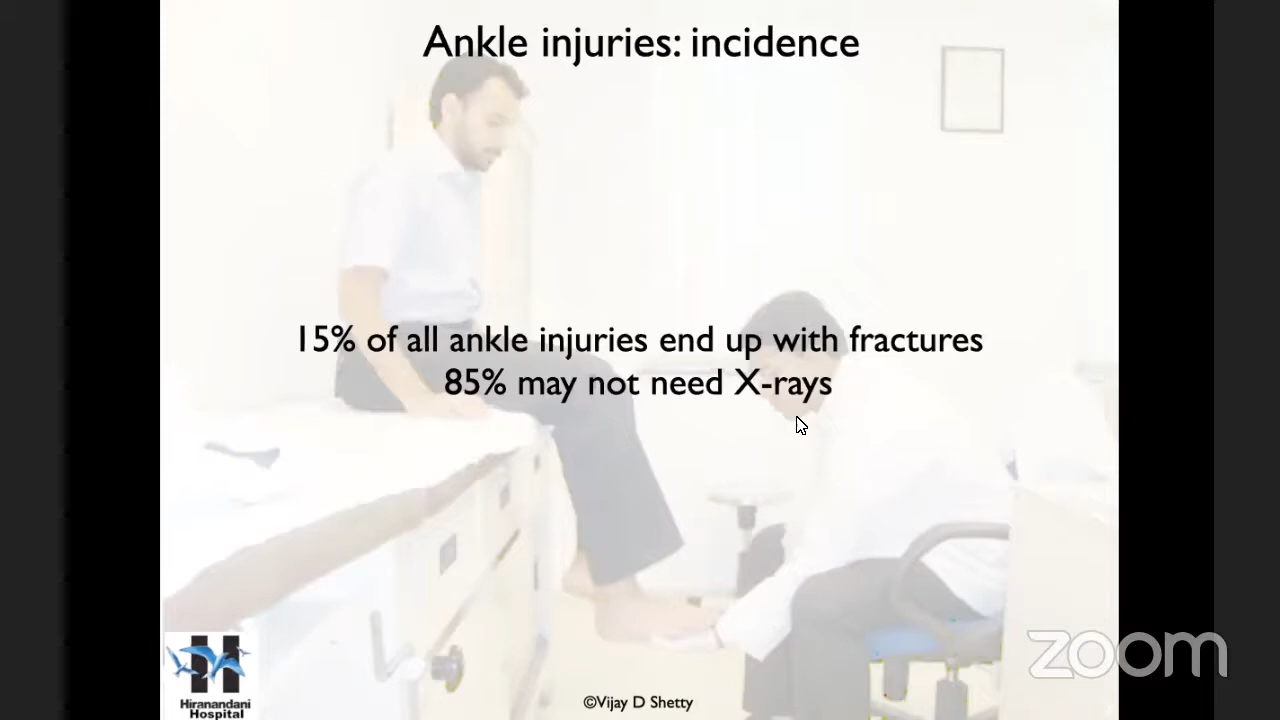 Ankle injuries: incidence
15% of all ankle injuries end up with fractures
85% may not need X-rays
H
Hiranandani
Hospital
©Vijay D Shetty
zoom